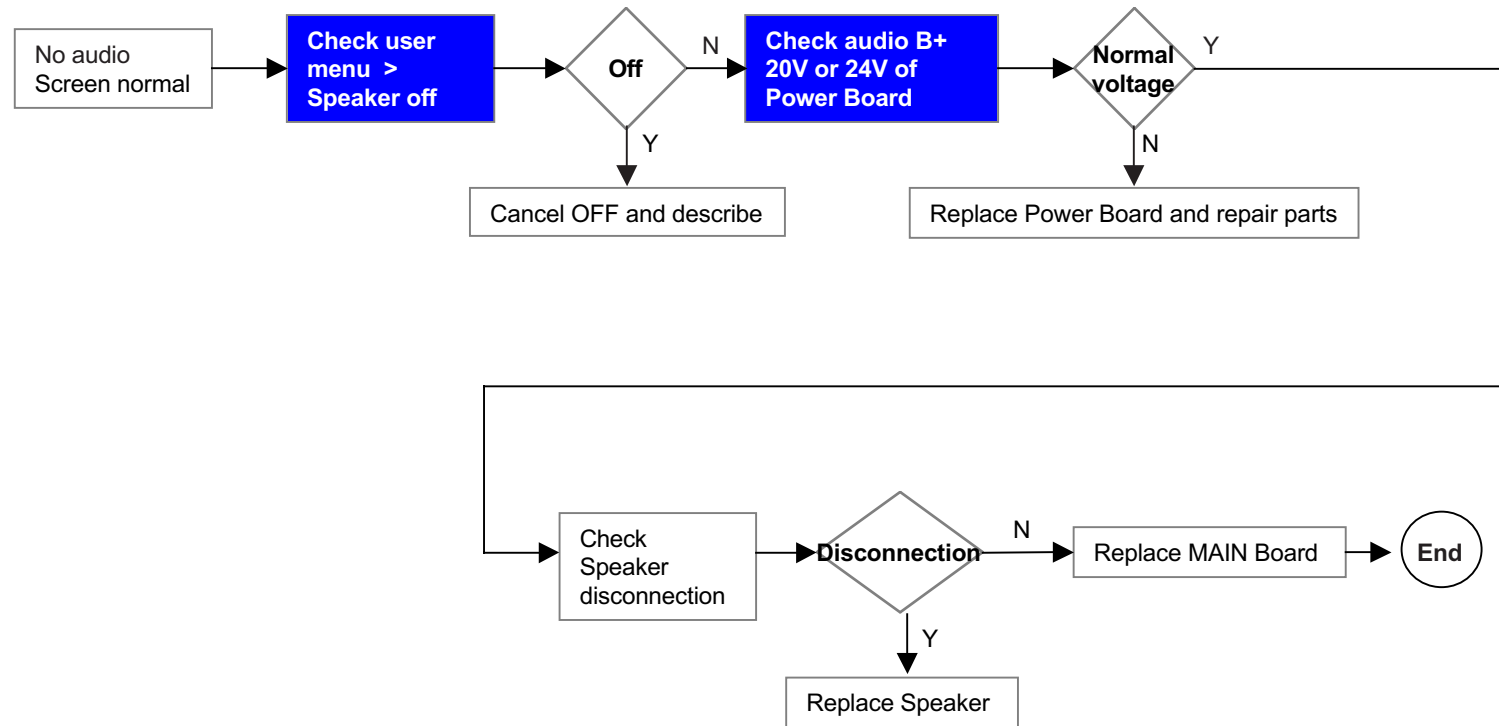 No audio
Screen normal
Check user
menu >
Speaker off
Off
N
Y
Cancel OFF and describe
Check audio B+
20V or 24V of
Power Board
Normal
voltage
Y
N
Replace Power Board and repair parts
Check
Speaker
disconnection
Disconnection
N
Y
Replace Speaker
Replace MAIN Board
End